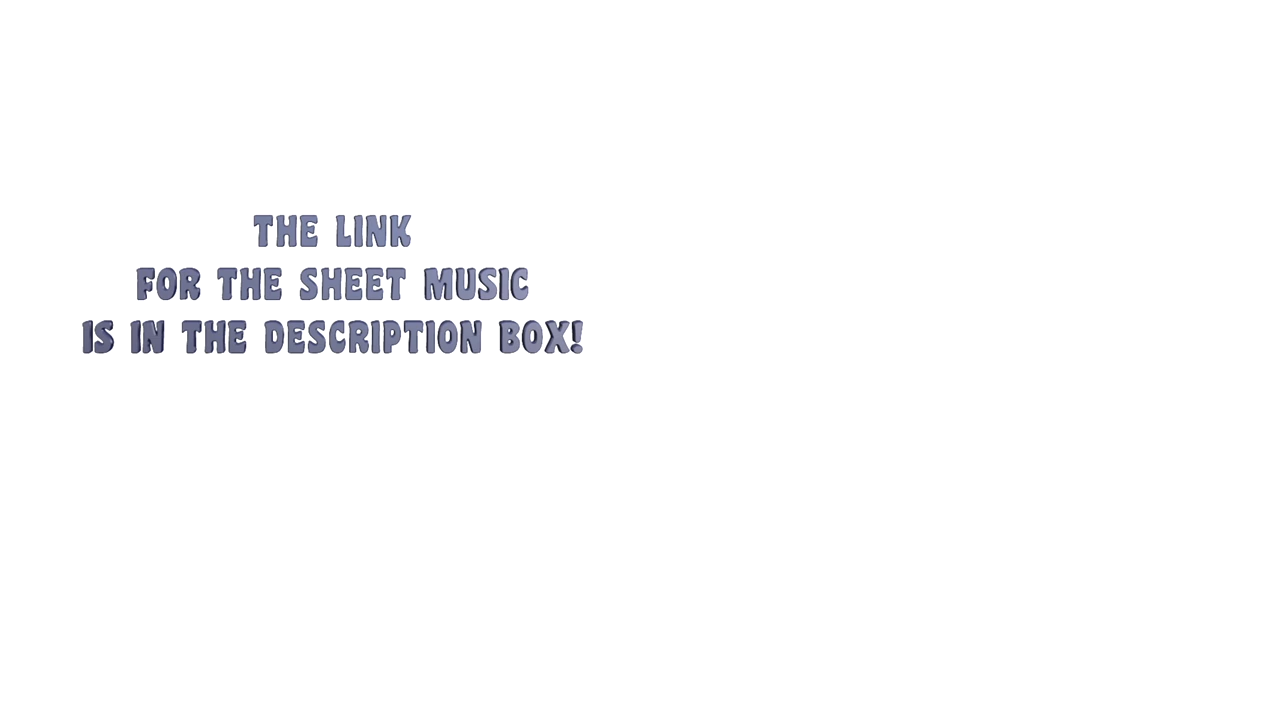 THE LINK
FOR THE SHEET MUSIC
IS IN THE DESCRIPTION BOX!